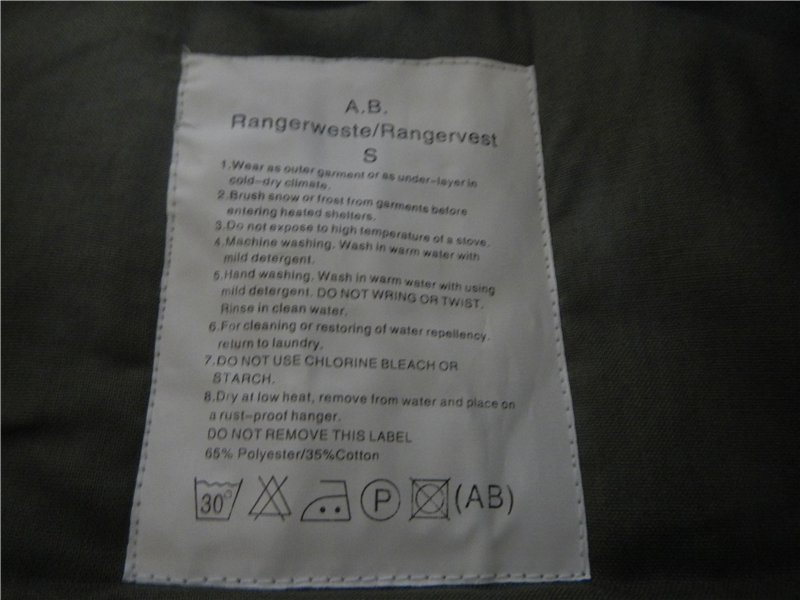 A.B.
Rangerweste/Rangervest
S
1.Wear as outer garment or as under-layer in
cold-dry climate.
2.Brush snow or frost from garments before
entering heated shelters.
3.Do not expose to high temperature of a stove.
4.Machine washing. Wash in warm water with
mild detergent.
5.Hand washing. Wash in warm water with using
mild detergent. DO NOT WRING OR TWIST.
Rinse in clean water.
6.For cleaning or restoring of water repellency.
return to laundry.
7.DO NOT USE CHLORINE BLEACH OR
STARCH.
8.Dry at low heat, remove from water and place on
a rust-proof hanger.
DO NOT REMOVE THIS LABEL
65% Polyester/35%Cotton
30° P (AB)